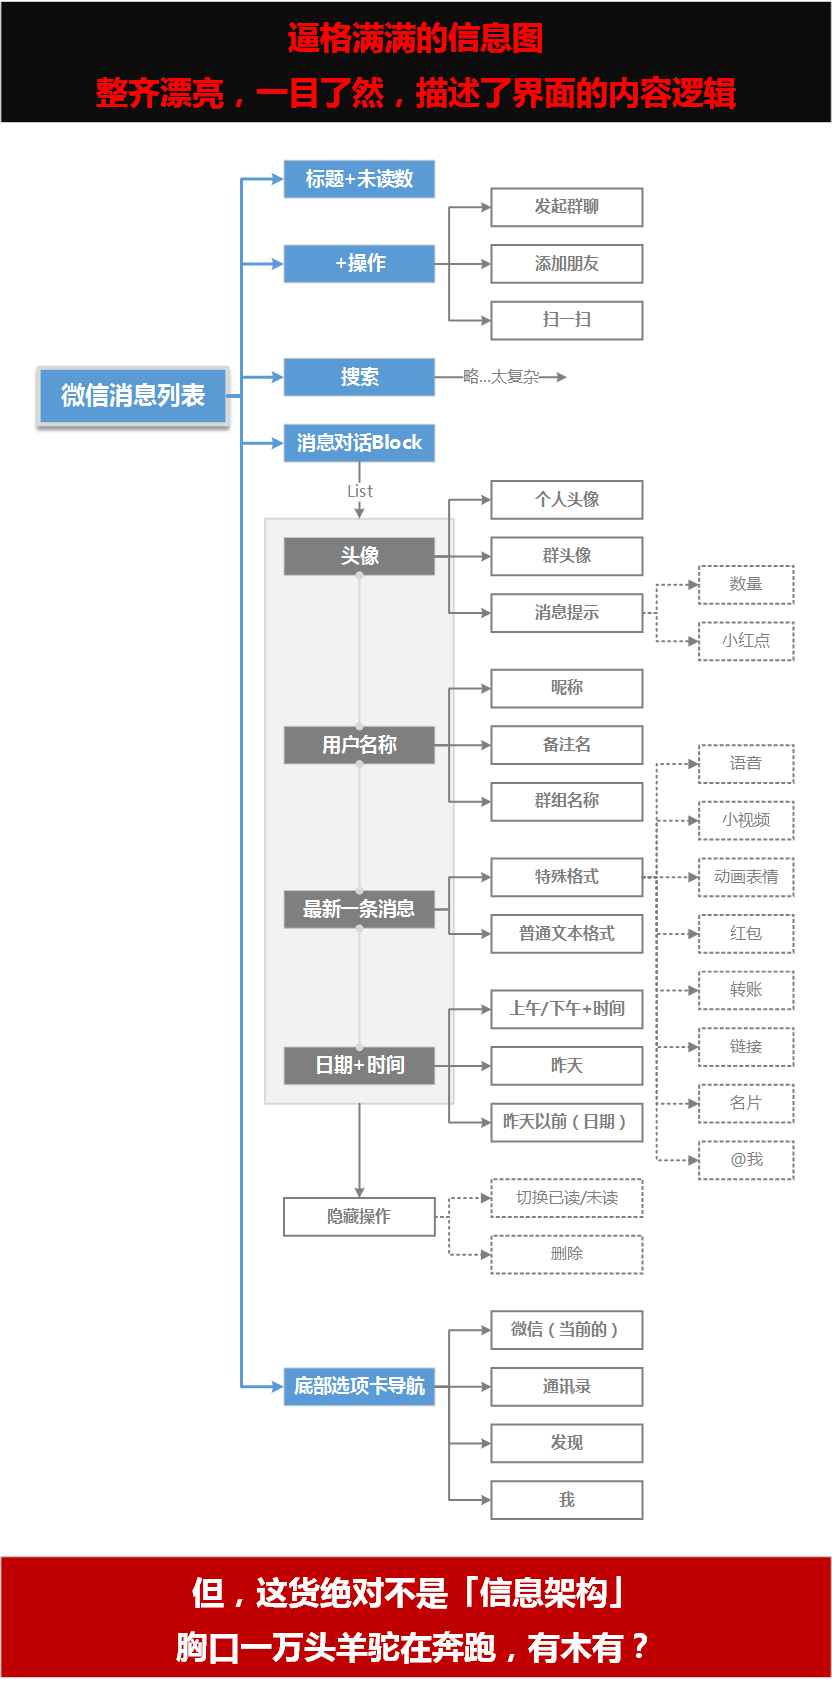 逼格满满的信息图
整齐漂亮，一目了然，描述了界面的内容逻辑
微信消息列表
标题+未读数
+操作
发起群聊
添加朋友
扫一扫
搜索
略...太复杂
消息对话Block
List
头像
个人头像
群头像
消息提示
数量
小红点
用户名称
昵称
备注名
群组名称
最新一条消息
特殊格式
普通文本格式
语音
小视频
动画表情
红包
转账
链接
名片
@我
日期+时间
上午/下午+时间
昨天
昨天以前（日期）
隐藏操作
切换已读/未读
删除
底部选项卡导航
微信（当前的）
通讯录
发现
我
但，这货绝对不是「信息架构」
胸口一万头羊驼在奔跑，有木有？